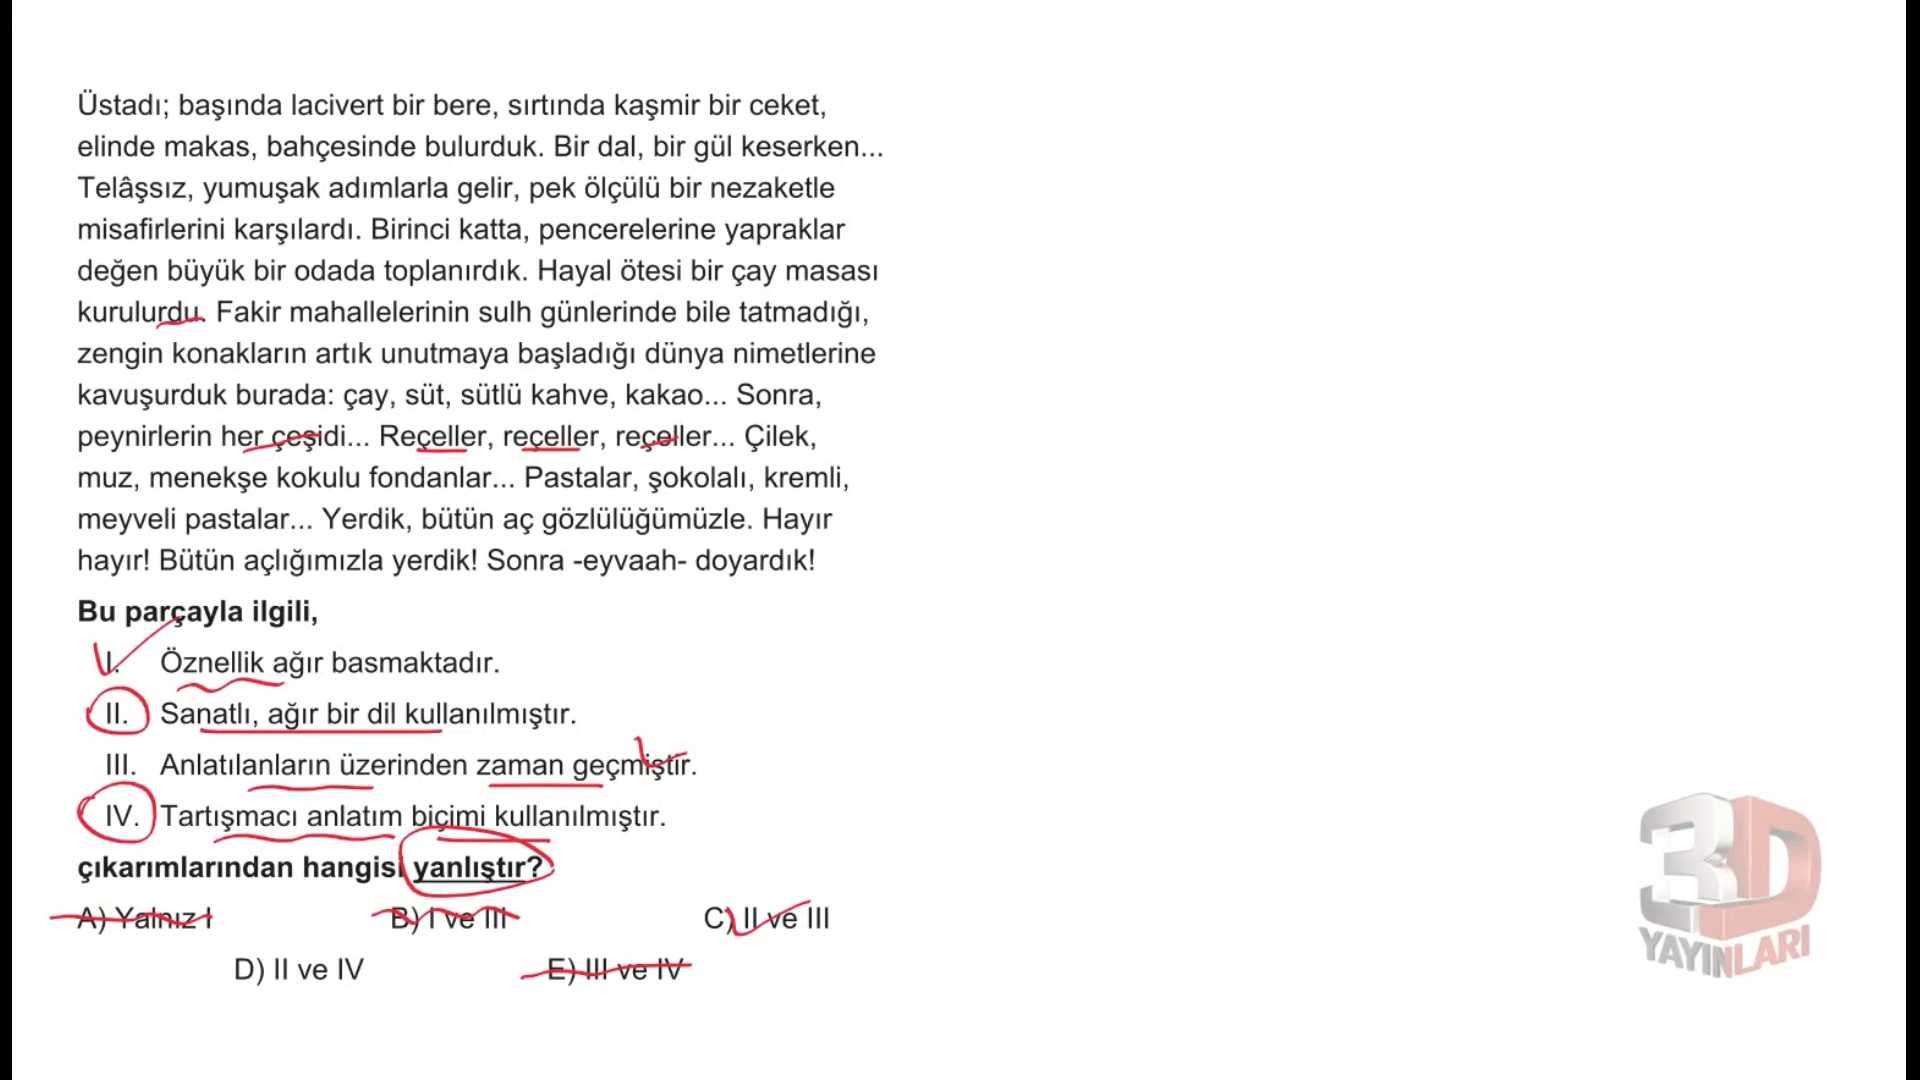 Üstadı; başında lacivert bir bere, sırtında kaşmir bir ceket,
elinde makas, bahçesinde bulurduk. Bir dal, bir gül keserken...
Telâşsız, yumuşak adımlarla gelir, pek ölçülü bir nezaketle
misafirlerini karşılardı. Birinci katta, pencerelerine yapraklar
değen büyük bir odada toplanırdık. Hayal ötesi bir çay masası
kurulurdu. Fakir mahallelerinin sulh günlerinde bile tatmadığı,
zengin konakların artık unutmaya başladığı dünya nimetlerine
kavuşurduk burada: çay, süt, sütlü kahve, kakao... Sonra,
peynirlerin her çeşidi... Reçeller, reçeller, reçeller... Çilek,
muz, menekşe kokulu fondanlar... Pastalar, şokolalı, kremli,
meyveli pastalar... Yerdik, bütün aç gözlülüğümüzle. Hayır
hayır! Bütün açlığımızla yerdik! Sonra -eyvaah- doyardık!
Bu parçayla ilgili,
I. Öznellik ağır basmaktadır.
II. Sanatlı, ağır bir dil kullanılmıştır.
III. Anlatılanların üzerinden zaman geçmiştir.
IV. Tartışmacı anlatım biçimi kullanılmıştır.
çıkarımlarından hangisi yanlıştır?
A) Yalnız I B) I ve III C) II ve III
D) II ve IV E) III ve IV
3D
YAYINLARI